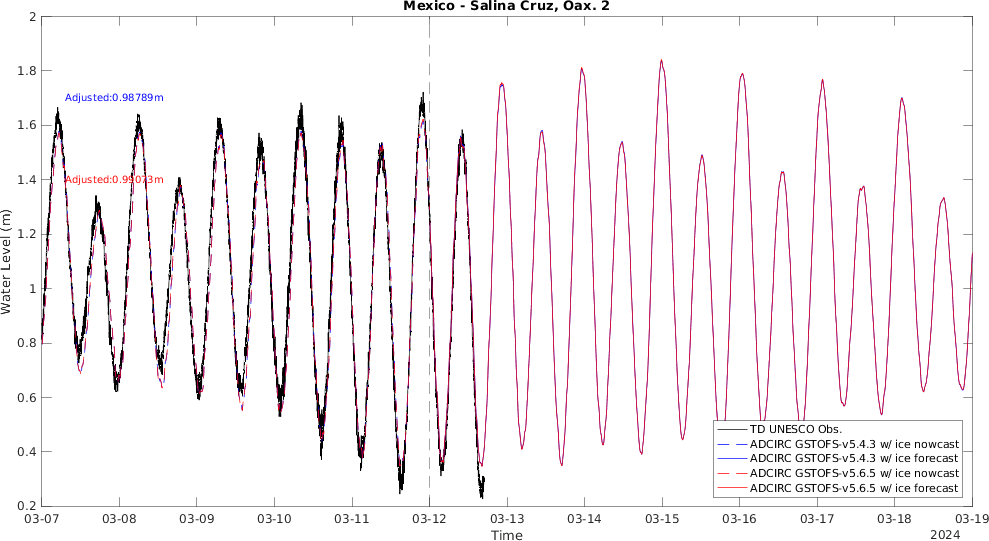 Mexico - Salina Cruz, Oax. 2
2
1.8
1.6
1.4
1.2
1
0.8
0.6
0.4
0.2
Water Level (m)
Adjusted:0.98789m
Adjusted:0.99073m
TD UNESCO Obs.
ADCIRC GSTOFS-v5.4.3 w/ ice nowcast
ADCIRC GSTOFS-v5.4.3 w/ ice forecast
ADCIRC GSTOFS-v5.6.5 w/ ice nowcast
ADCIRC GSTOFS-v5.6.5 w/ ice forecast
03-07 03-08 03-09 03-10 03-11 03-12 03-13 03-14 03-15 03-16 03-17 03-18 03-19
Time
2024